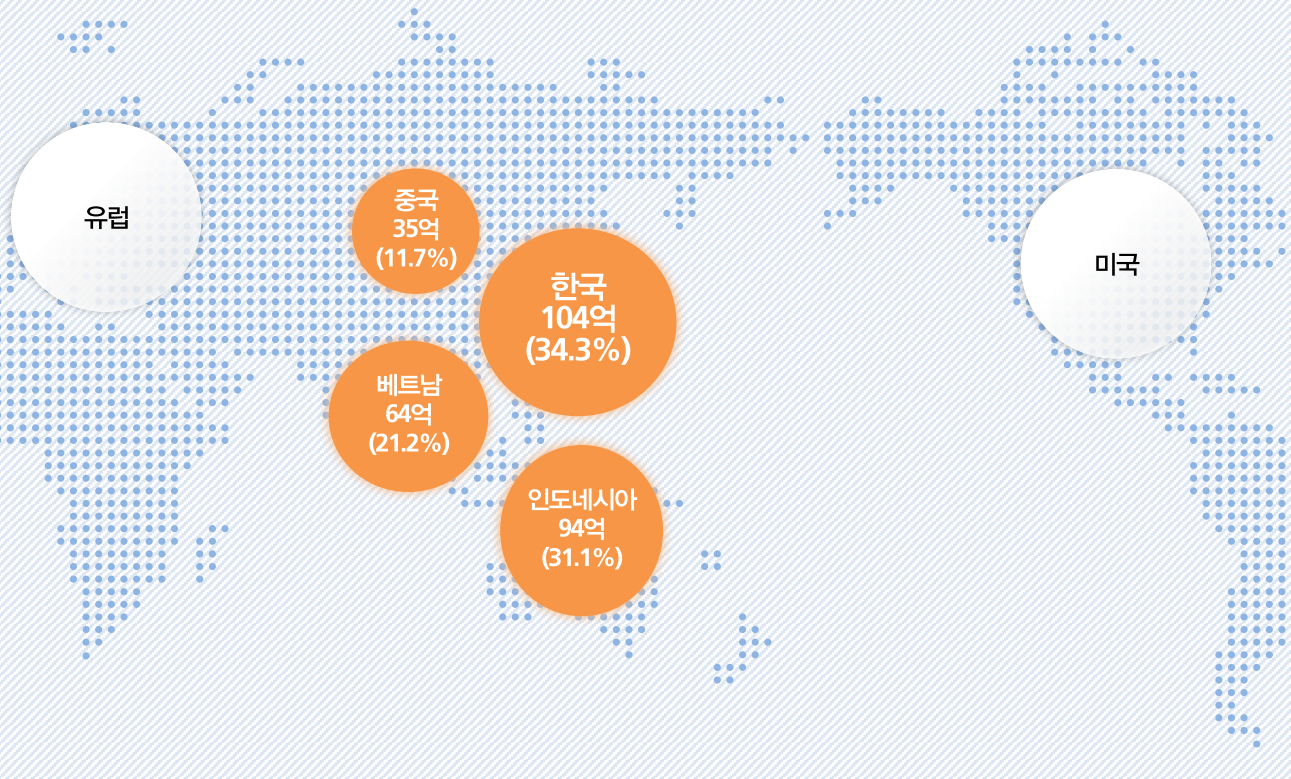 유럽
중국
35억
(11.7%)
한국
104억
(34.3%)
미국
베트남
64억
(21.2%)
인도네시아
94억
(31.1%)